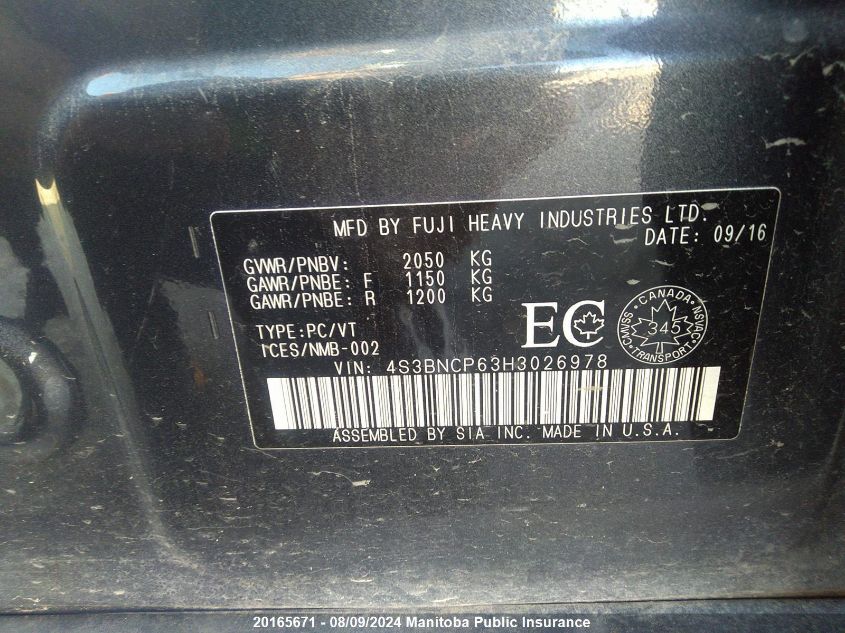 MFD BY FUJI HEAVY INDUSTRIES LTD.
DATE: 09/16
GVWR/PNBV: 2050 KG
GAWR/PNBE: F 1150 KG
GAWR/PNBE: R 1200 KG
TYPE:PC/VT
ICES/NMB-002
EC
CANADA
CMVSS 345 NSVAC
TRANSPORT
VIN: 4S3BNCP63H3026978
ASSEMBLED BY SIA INC. MADE IN U.S.A.
20165671 - 08/09/2024 Manitoba Public Insurance